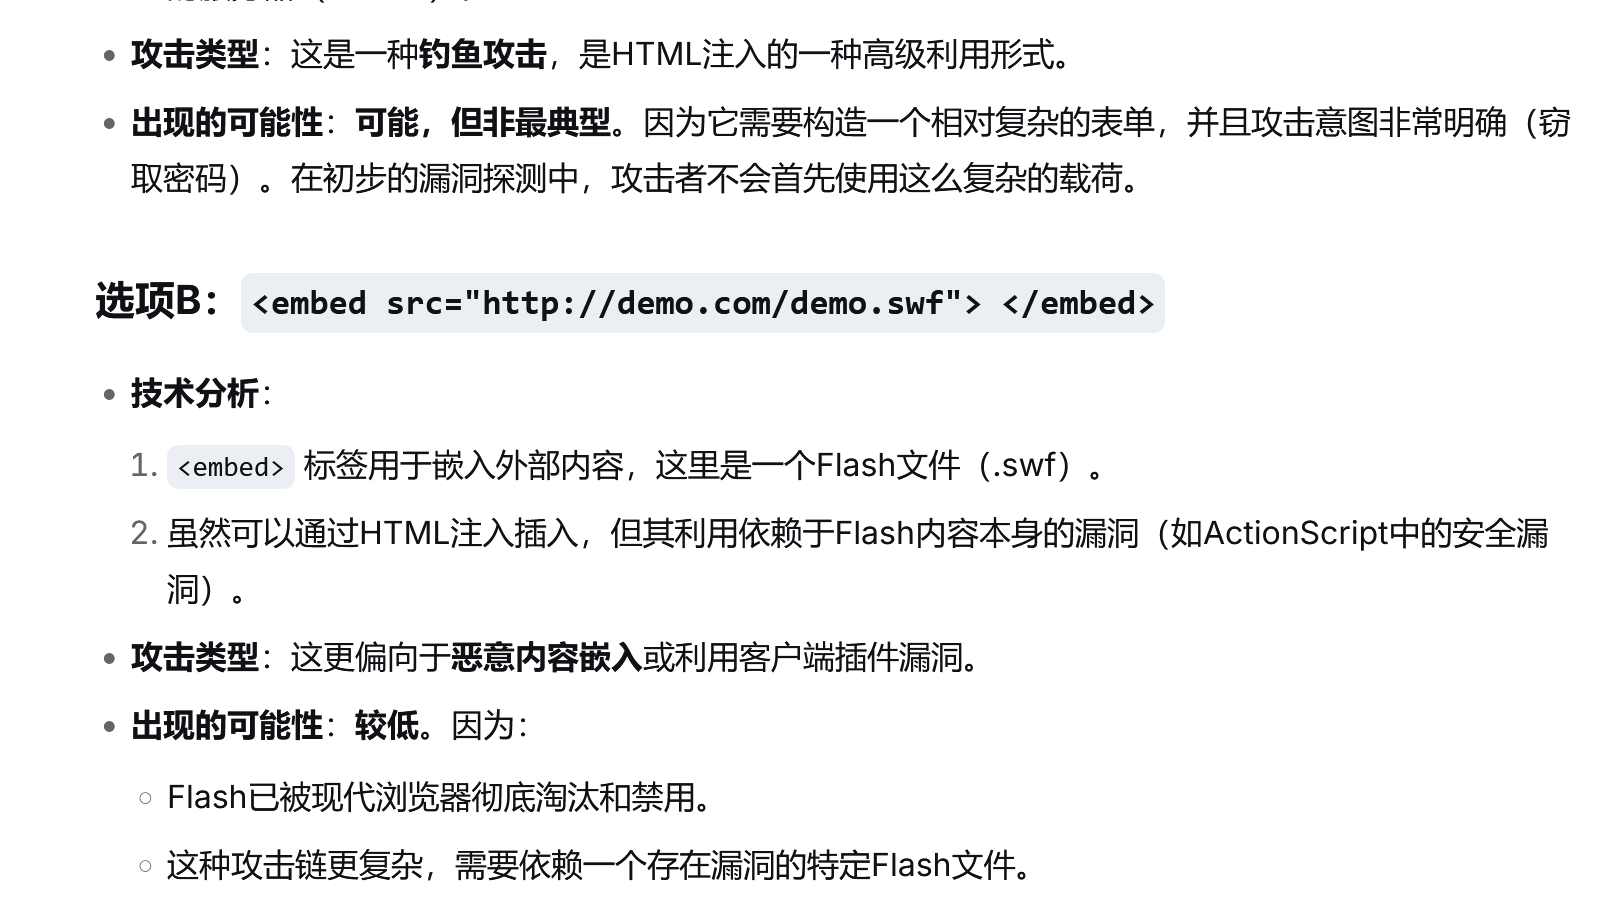 攻击类型：这是一种钓鱼攻击，是HTML注入的一种高级利用形式。
出现的可能性：可能，但非最典型。因为它需要构造一个相对复杂的表单，并且攻击意图非常明确（窃
取密码）。在初步的漏洞探测中，攻击者不会首先使用这么复杂的载荷。
选项B：<embed src="http://demo.com/demo.swf"> </embed>
技术分析：
1. <embed> 标签用于嵌入外部内容，这里是一个Flash文件（.swf）。
2. 虽然可以通过HTML注入插入，但其利用依赖于Flash内容本身的漏洞（如ActionScript中的安全漏
洞）。
攻击类型：这更偏向于恶意内容嵌入或利用客户端插件漏洞。
出现的可能性：较低。因为：
Flash已被现代浏览器彻底淘汰和禁用。
这种攻击链更复杂，需要依赖一个存在漏洞的特定Flash文件。